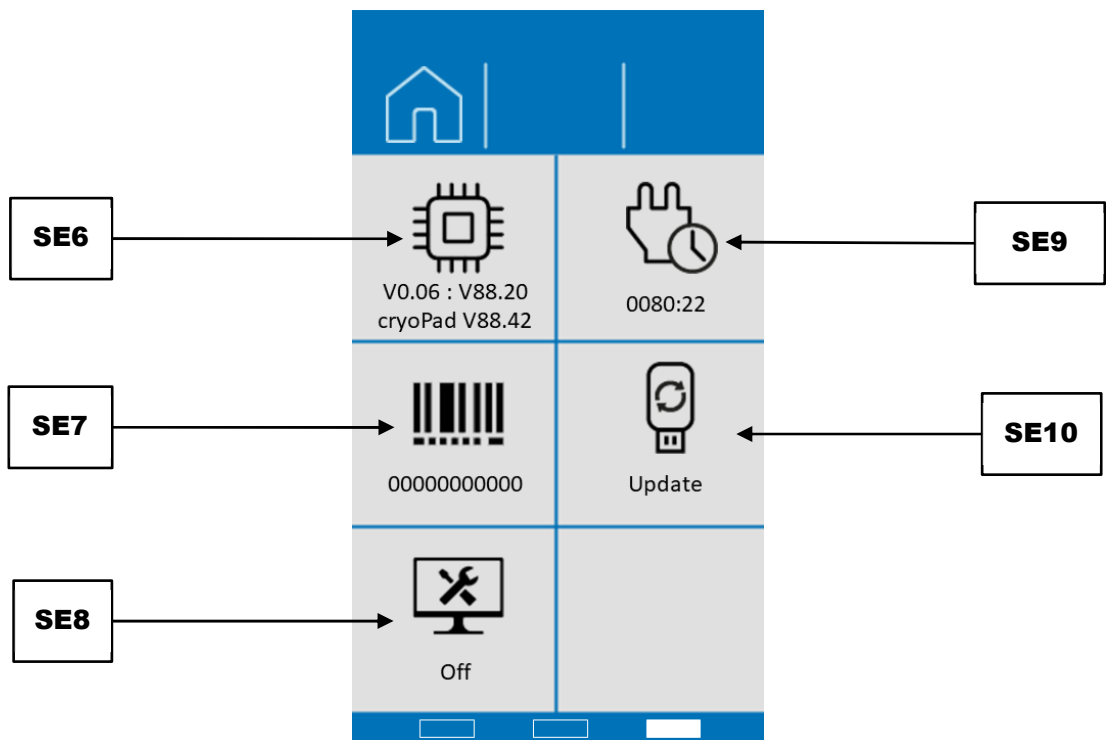 SE6
V0.06 : V88.20
cryoPad V88.42
SE9
0080:22
SE7
00000000000
SE10
Update
SE8
Off